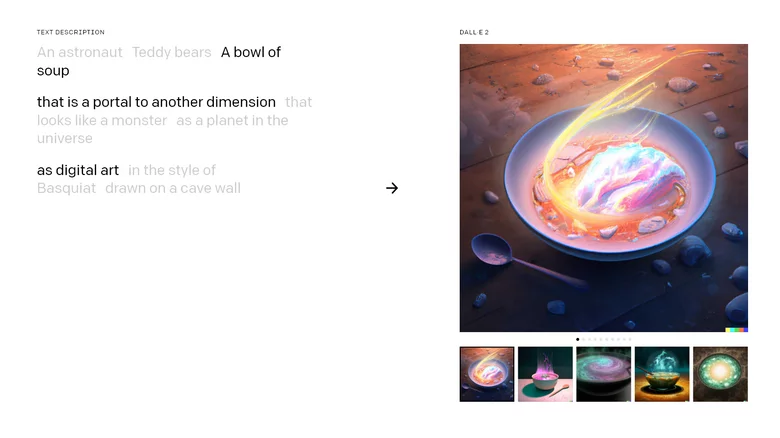 TEXT DESCRIPTION
An astronaut Teddy bears A bowl of
soup
that is a portal to another dimension that
looks like a monster as a planet in the
universe
as digital art in the style of
Basquiat drawn on a cave wall
DALL·E 2